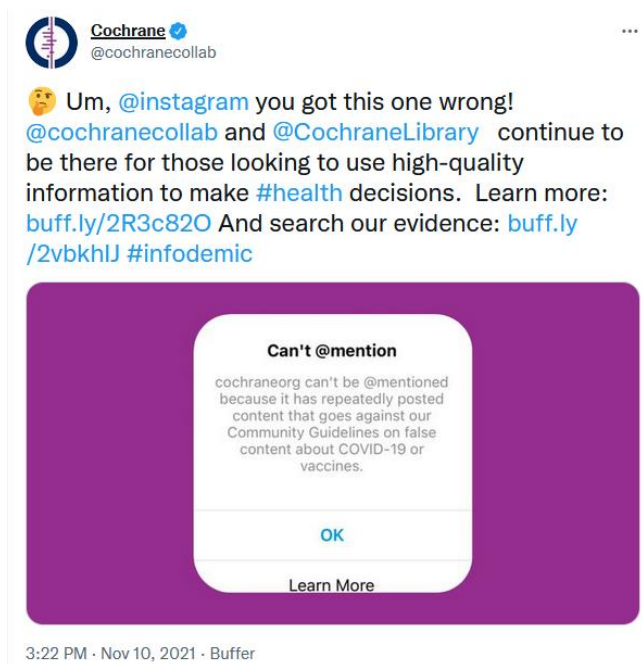 Cochrane
@cochranecollab
...
🤔 Um, @instagram you got this one wrong!
@cochranecollab and @CochraneLibrary continue to
be there for those looking to use high-quality
information to make #health decisions. Learn more:
buff.ly/2R3c82O And search our evidence: buff.ly
/2vbkhIJ #infodemic
Can't @mention
cochraneorg can't be @mentioned
because it has repeatedly posted
content that goes against our
Community Guidelines on false
content about COVID-19 or
vaccines.
OK
Learn More
3:22 PM · Nov 10, 2021 · Buffer